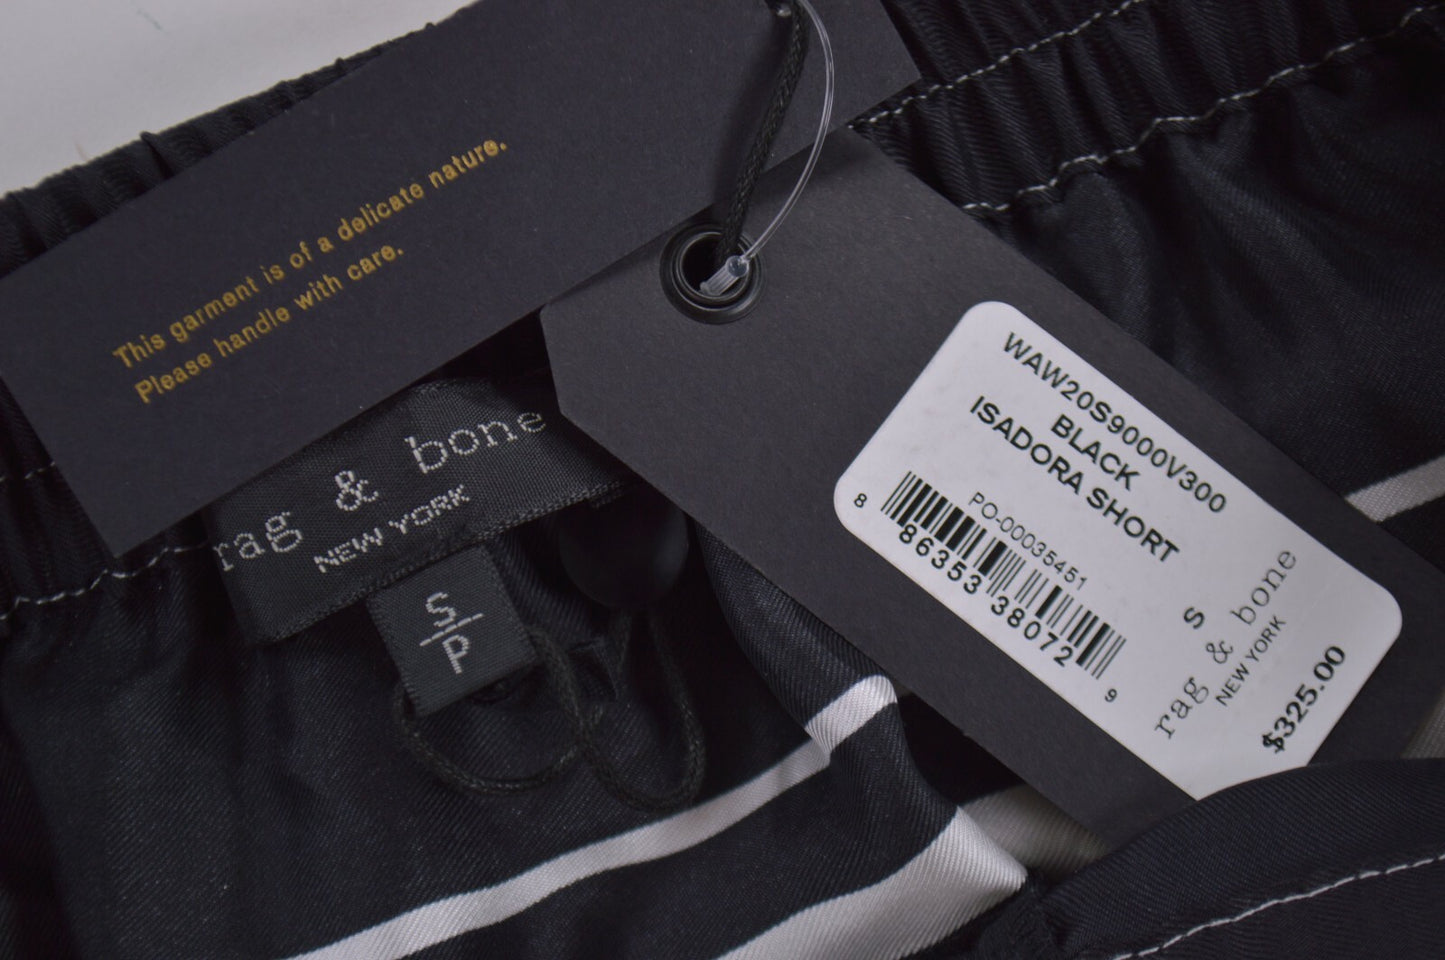 This garment is of a delicate nature.
Please handle with care.
rag & bone
NEW YORK
S
P
WAW20S9000V300
BLACK
ISADORA SHORT
PO-00035451
8 86353 38072 9
S
rag & bone
NEW YORK
$325.00